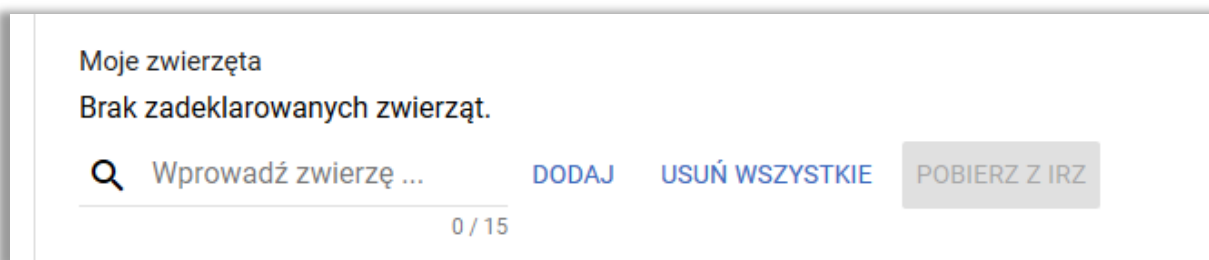 Moje zwierzęta
Brak zadeklarowanych zwierząt.
Wprowadź zwierzę ... DODAJ USUŃ WSZYSTKIE POBIERZ Z IRZ
0 / 15